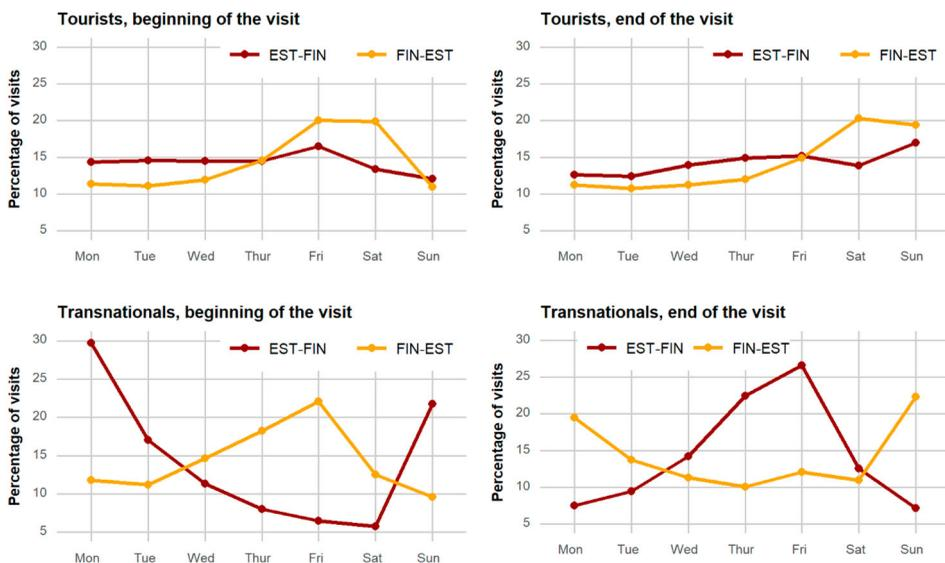 Tourists, beginning of the visit
EST-FIN FIN-EST
Percentage of visits
30
25
20
15
10
5
Mon Tue Wed Thur Fri Sat Sun
Tourists, end of the visit
EST-FIN FIN-EST
Percentage of visits
30
25
20
15
10
5
Mon Tue Wed Thur Fri Sat Sun
Transnationals, beginning of the visit
EST-FIN FIN-EST
Percentage of visits
30
25
20
15
10
5
Mon Tue Wed Thur Fri Sat Sun
Transnationals, end of the visit
EST-FIN FIN-EST
Percentage of visits
30
25
20
15
10
5
Mon Tue Wed Thur Fri Sat Sun